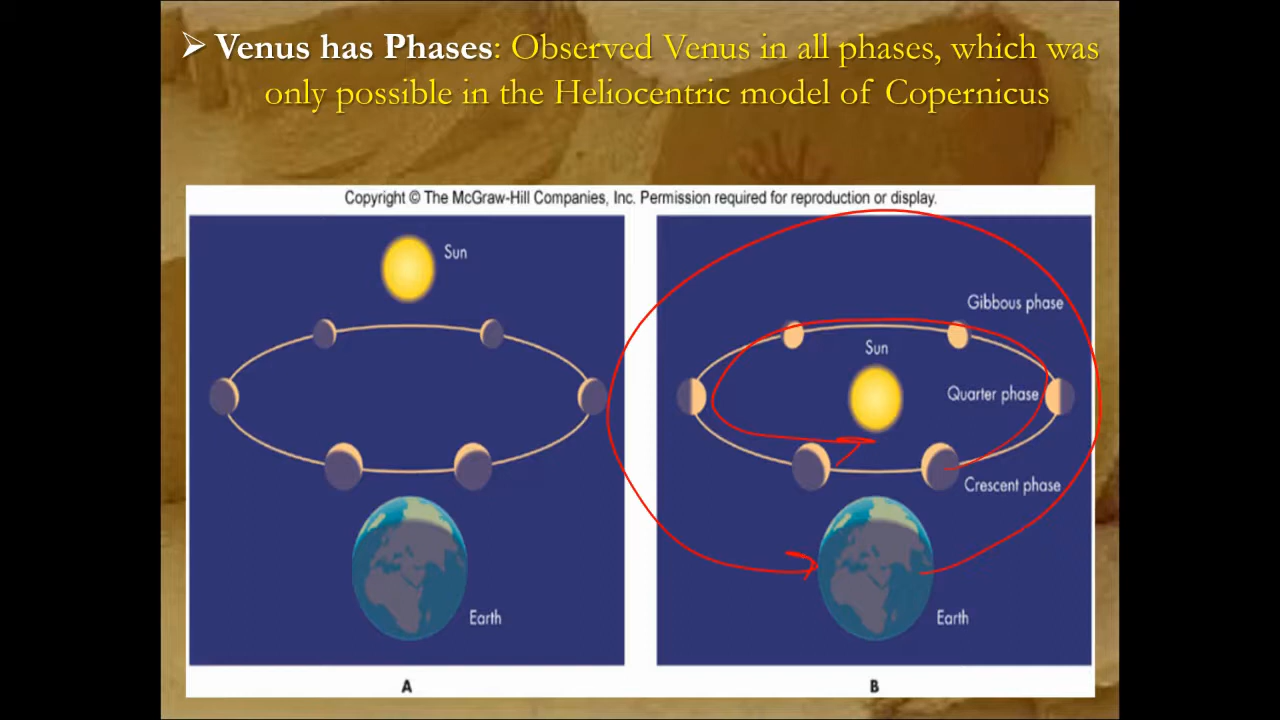 ➢ Venus has Phases: Observed Venus in all phases, which was
only possible in the Heliocentric model of Copernicus
Copyright © The McGraw-Hill Companies, Inc. Permission required for reproduction or display.
Sun
Earth
A
Gibbous phase
Sun
Quarter phase
Crescent phase
Earth
B